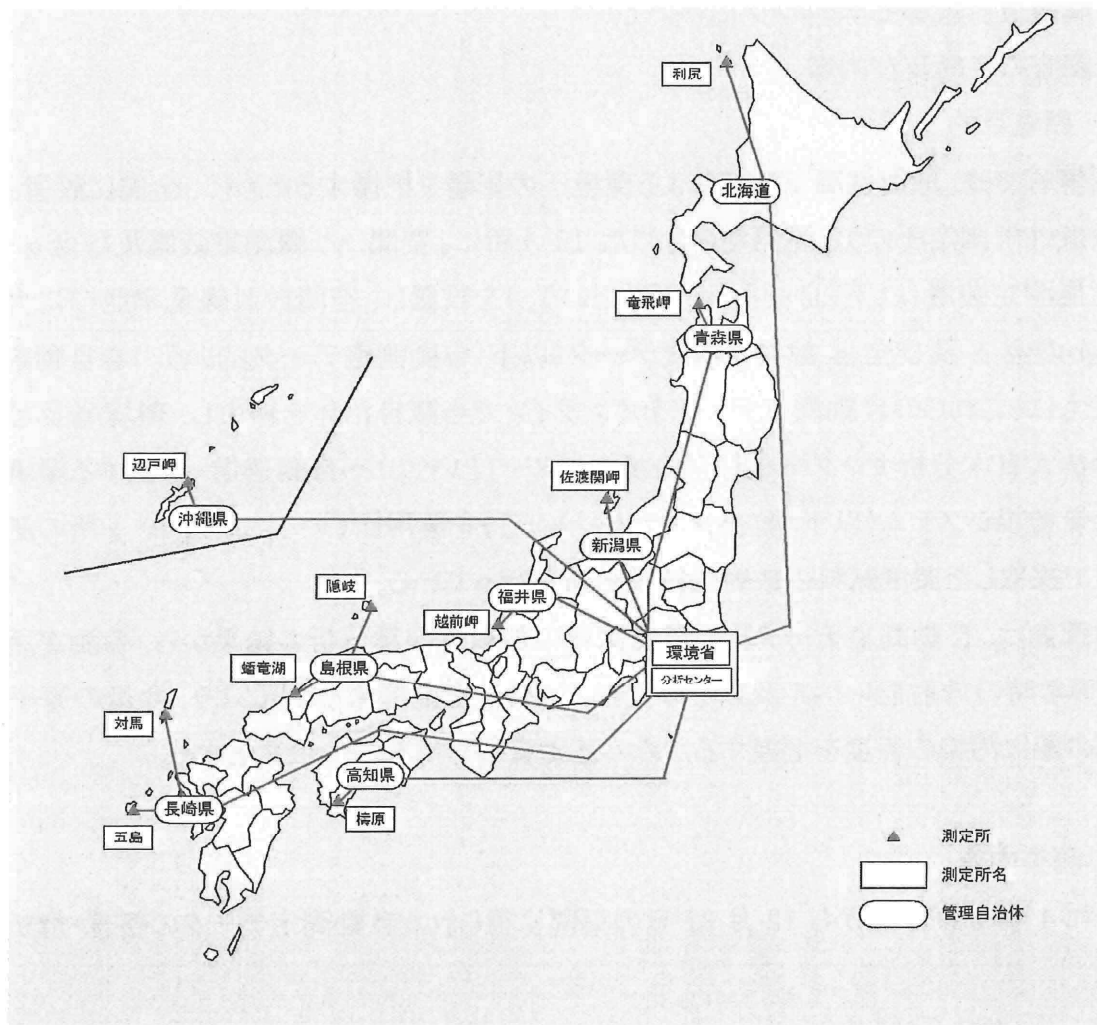 利尻
北海道
竜飛岬
青森県
辺戸岬
沖縄県
佐渡関岬
新潟県
隠岐
福井県
越前岬
環境省
分析センター
蟠竜湖
島根県
対馬
高知県
長崎県
五島
梼原
測定所
測定所名
管理自治体